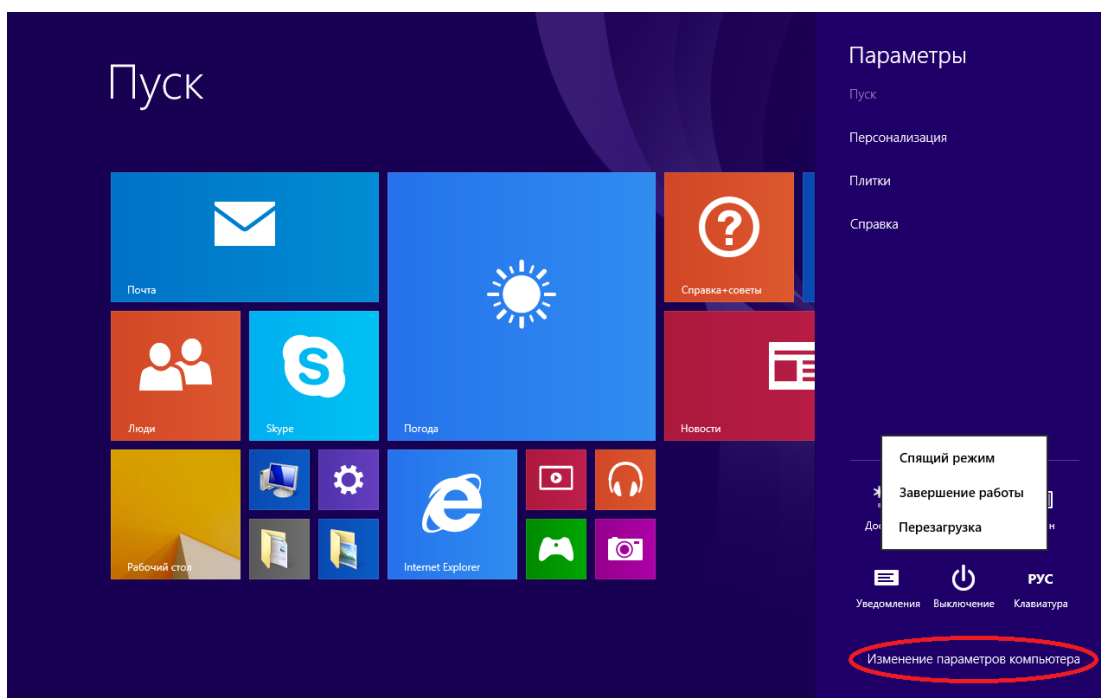 Пуск
Почта
Люди
Skype
Погода
Справка+советы
Новости
Рабочий стол
Internet Explorer
Параметры
Пуск
Персонализация
Плитки
Справка
Спящий режим
Завершение работы
Перезагрузка
Уведомления
Выключение
РУС
Клавиатура
Изменение параметров компьютера